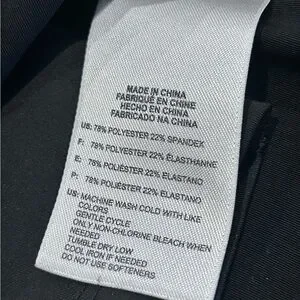 MADE IN CHINA
FABRIQUÉ EN CHINE
HECHO EN CHINA
FABRICADO NA CHINA
US: 78% POLYESTER 22% SPANDEX
F: 78% POLYESTER 22% ÉLASTHANNE
E: 78% POLIÉSTER 22% ELASTANO
P: 78% POLIÉSTER 22% ELASTANO
US: MACHINE WASH COLD WITH LIKE
COLORS
GENTLE CYCLE
ONLY NON-CHLORINE BLEACH WHEN
NEEDED
TUMBLE DRY LOW
COOL IRON IF NEEDED
DO NOT USE SOFTENERS